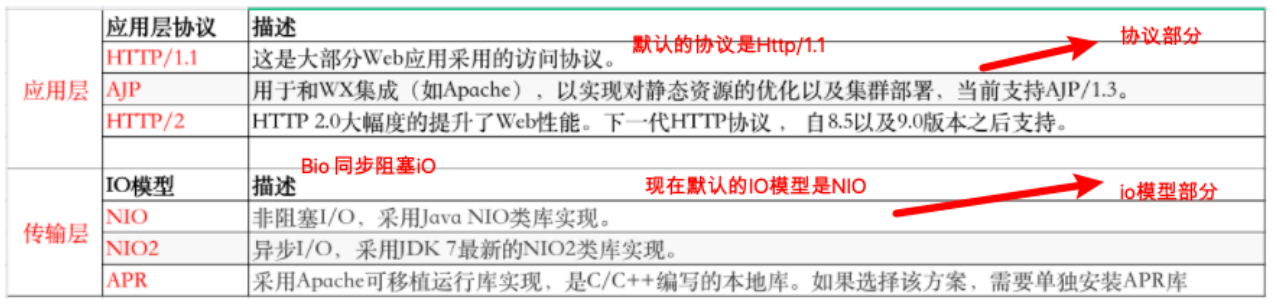 应用层协议 描述
默认的协议是Http/1.1
协议部分
HTTP/1.1 这是大部分Web应用采用的访问协议。
应用层 AJP 用于和WX集成（如Apache），以实现对静态资源的优化以及集群部署，当前支持AJP/1.3。
HTTP/2 HTTP 2.0大幅度的提升了Web性能。下一代HTTP协议 ， 自8.5以及9.0版本之后支持。
Bio 同步阻塞iO
IO模型 描述
现在默认的IO模型是NIO
io模型部分
NIO 非阻塞I/O，采用Java NIO类库实现。
传输层
NIO2 异步I/O，采用JDK 7最新的NIO2类库实现。
APR 采用Apache可移植运行库实现，是C/C++编写的本地库。如果选择该方案，需要单独安装APR库